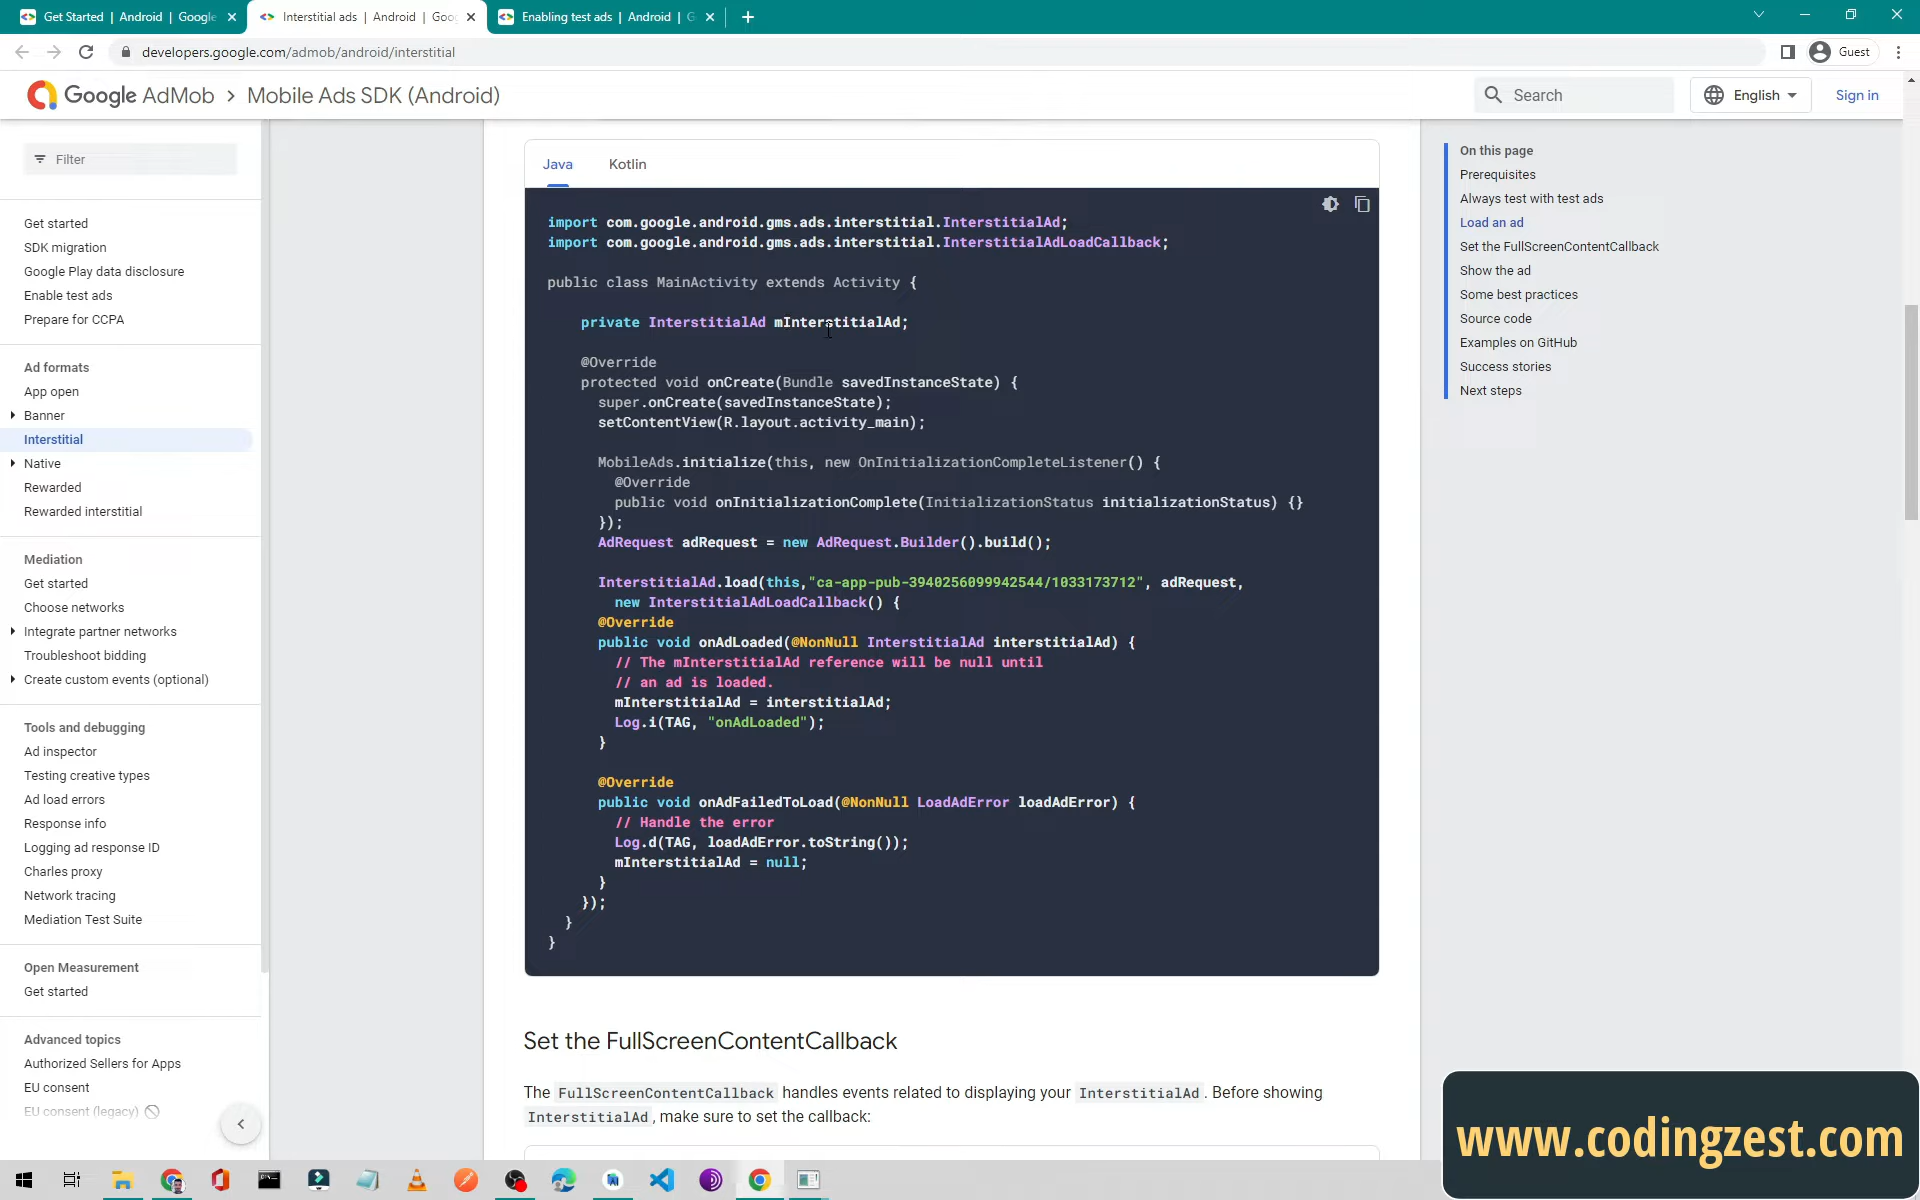 Get Started | Android | Google
Interstitial ads | Android | Goog
Enabling test ads | Android | G
developers.google.com/admob/android/interstitial
Guest
Google AdMob > Mobile Ads SDK (Android)
Search
English
Sign in
Filter
Get started
SDK migration
Google Play data disclosure
Enable test ads
Prepare for CCPA
Ad formats
App open
Banner
Interstitial
Native
Rewarded
Rewarded interstitial
Mediation
Get started
Choose networks
Integrate partner networks
Troubleshoot bidding
Create custom events (optional)
Tools and debugging
Ad inspector
Testing creative types
Ad load errors
Response info
Logging ad response ID
Charles proxy
Network tracing
Mediation Test Suite
Open Measurement
Get started
Advanced topics
Authorized Sellers for Apps
EU consent
EU consent (legacy)
Java
Kotlin
import com.google.android.gms.ads.interstitial.InterstitialAd;
import com.google.android.gms.ads.interstitial.InterstitialAdLoadCallback;
public class MainActivity extends Activity {
private InterstitialAd mInterstitialAd;
@Override
protected void onCreate(Bundle savedInstanceState) {
super.onCreate(savedInstanceState);
setContentView(R.layout.activity_main);
MobileAds.initialize(this, new OnInitializationCompleteListener() {
@Override
public void onInitializationComplete(InitializationStatus initializationStatus) {}
});
AdRequest adRequest = new AdRequest.Builder().build();
InterstitialAd.load(this,"ca-app-pub-3940256099942544/1033173712", adRequest,
new InterstitialAdLoadCallback() {
@Override
public void onAdLoaded(@NonNull InterstitialAd interstitialAd) {
// The mInterstitialAd reference will be null until
// an ad is loaded.
mInterstitialAd = interstitialAd;
Log.i(TAG, "onAdLoaded");
}
@Override
public void onAdFailedToLoad(@NonNull LoadAdError loadAdError) {
// Handle the error
Log.d(TAG, loadAdError.toString());
mInterstitialAd = null;
}
});
}
}
Set the FullScreenContentCallback
The FullScreenContentCallback handles events related to displaying your InterstitialAd. Before showing
InterstitialAd, make sure to set the callback:
On this page
Prerequisites
Always test with test ads
Load an ad
Set the FullScreenContentCallback
Show the ad
Some best practices
Source code
Examples on GitHub
Success stories
Next steps
www.codingzest.com